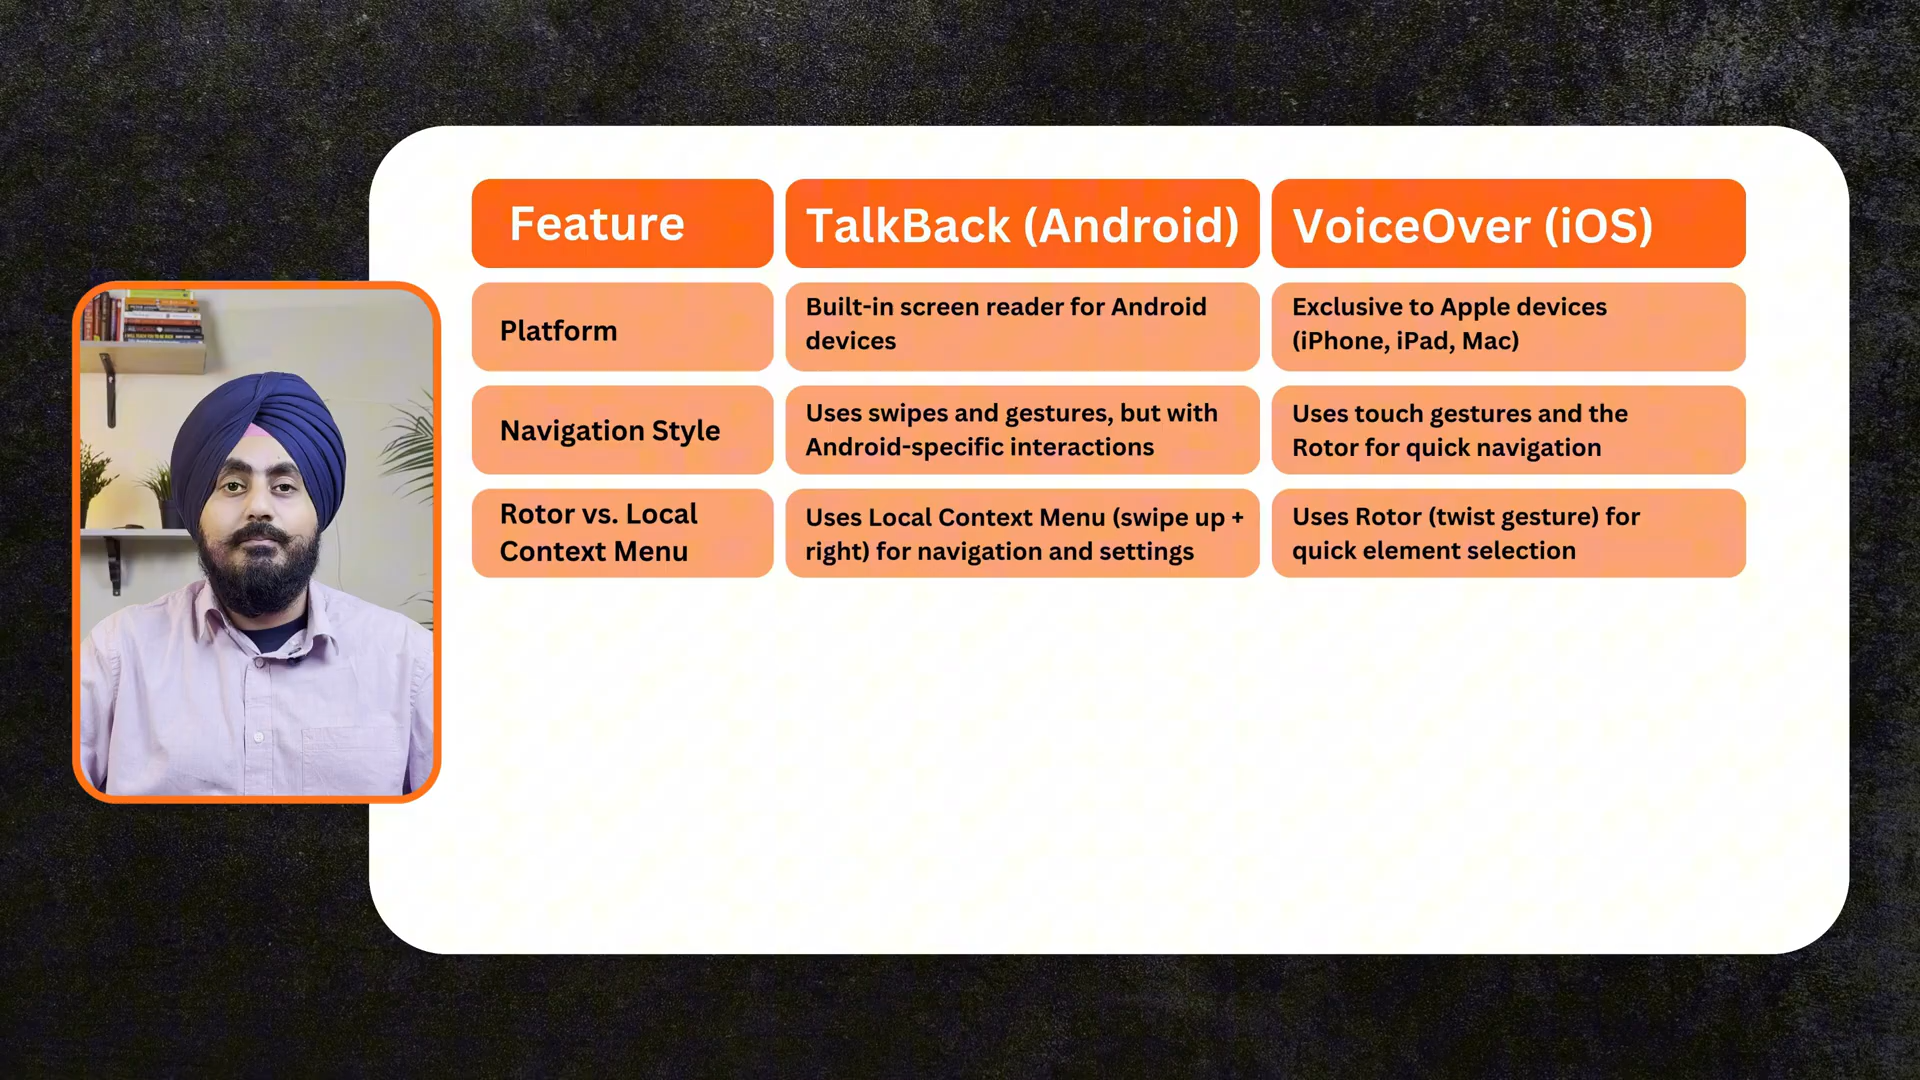 Feature
TalkBack (Android)
VoiceOver (iOS)
Platform
Built-in screen reader for Android
devices
Exclusive to Apple devices
(iPhone, iPad, Mac)
Navigation Style
Uses swipes and gestures, but with
Android-specific interactions
Uses touch gestures and the
Rotor for quick navigation
Rotor vs. Local
Context Menu
Uses Local Context Menu (swipe up +
right) for navigation and settings
Uses Rotor (twist gesture) for
quick element selection